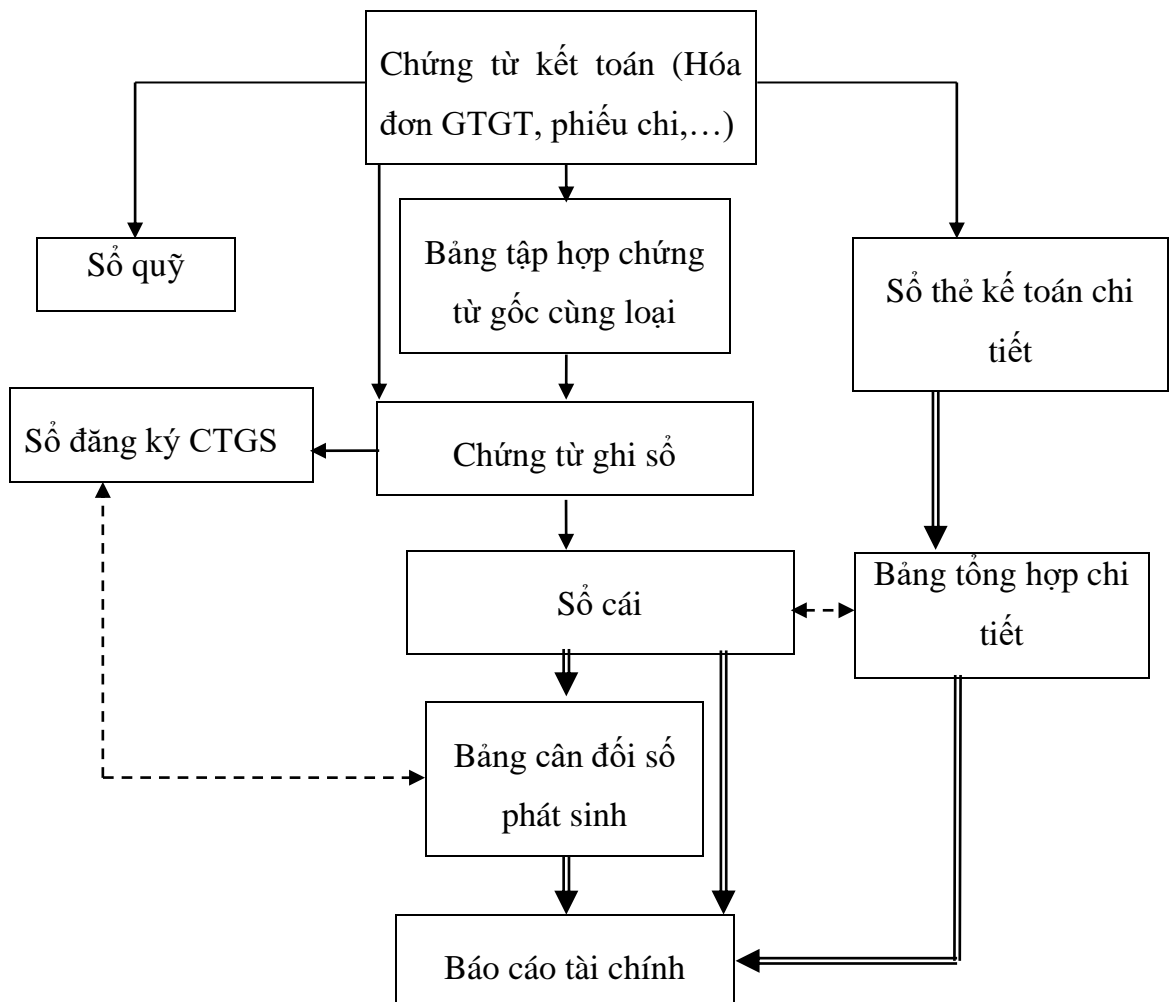 Chứng từ kết toán (Hóa
đơn GTGT, phiếu chi,…)
Sổ quỹ
Bảng tập hợp chứng
từ gốc cùng loại
Sổ thẻ kế toán chi
tiết
Sổ đăng ký CTGS
Chứng từ ghi sổ
Sổ cái
Bảng tổng hợp chi
tiết
Bảng cân đối số
phát sinh
Báo cáo tài chính